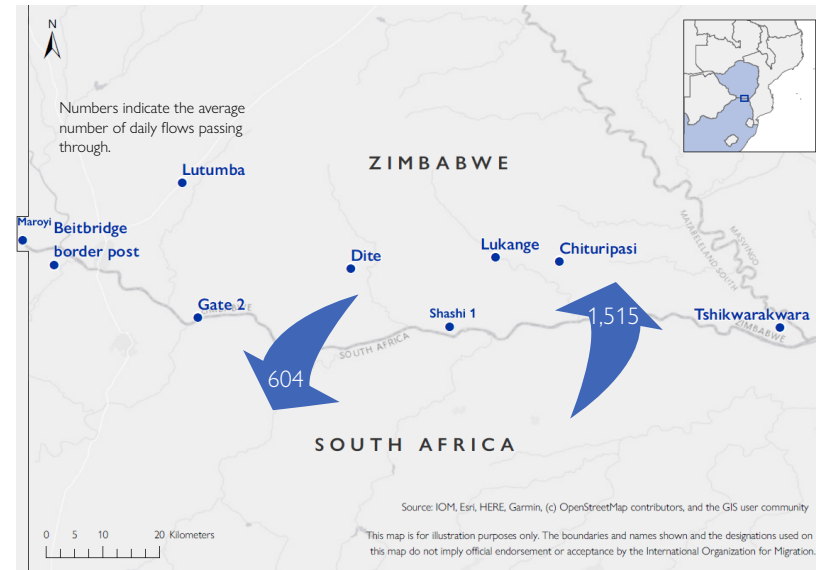 N
Numbers indicate the average
number of daily flows passing
through.
ZIMBABWE
Lutumba
MASVINGO
MATABELELAND SOUTH
Maroyi
Beitbridge
border post
Lukange
Chituripasi
Dite
Gate 2
ZIMBABWE
Shashi 1
1,515
Tshikwarakwara
ZIMBABWE
SOUTH AFRICA
604
SOUTH AFRICA
Source: IOM, Esri, HERE, Garmin, (c) OpenStreetMap contributors, and the GIS user community
0 5 10 20 Kilometers
This map is for illustration purposes only. The boundaries and names shown and the designations used on
this map do not imply official endorsement or acceptance by the International Organization for Migration.